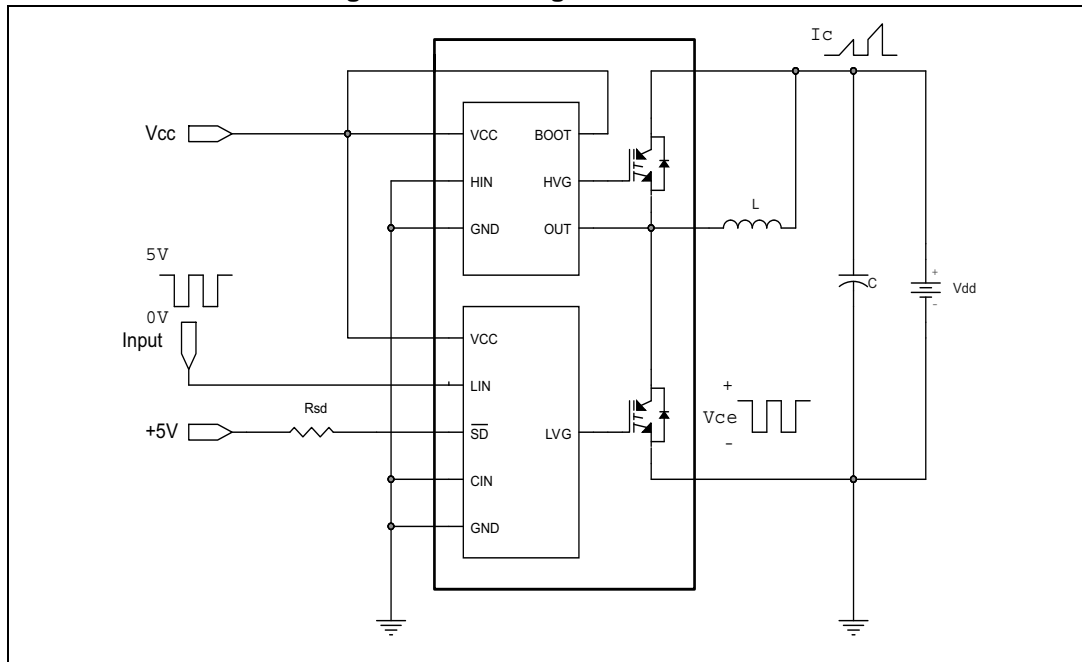 Ic
Vcc
VCC
BOOT
HIN
HVG
GND
OUT
L
5V
0V
Input
C
+
-
Vdd
VCC
LIN
Rsd
+5V
SD
LVG
+
Vce
-
CIN
GND